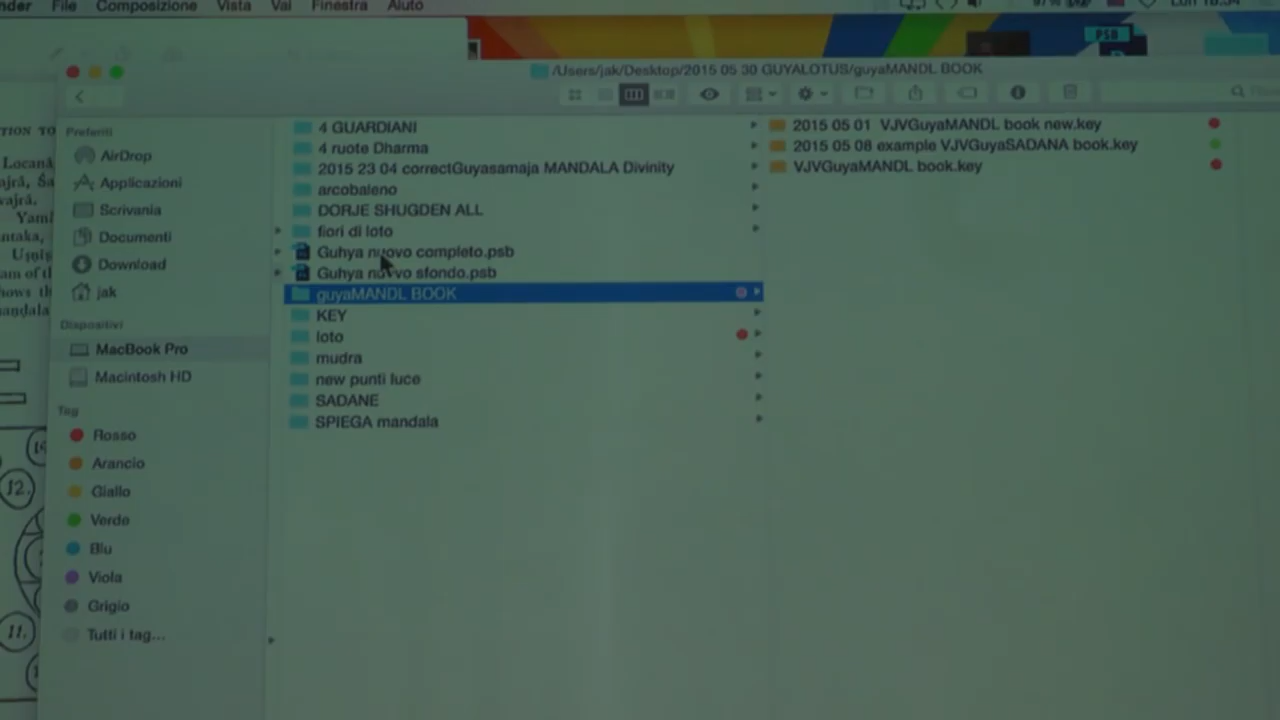 File Composizione Vista Vai Finestra Aiuto
PSB
/Users/jak/Desktop/2015 05 30 GUYALOTUS/guyaMANDL BOOK
Preferiti
AirDrop
Applicazioni
Scrivania
Documenti
Download
jak
Dispositivi
MacBook Pro
Macintosh HD
Tag
Rosso
Arancio
Giallo
Verde
Blu
Viola
Grigio
Tutti i tag...
4 GUARDIANI
4 ruote Dharma
2015 23 04 correctGuyasamaja MANDALA Divinity
arcobaleno
DORJE SHUGDEN ALL
fiori di loto
Guhya nuovo completo.psb
Guhya nuovo sfondo.psb
guyaMANDL BOOK
KEY
loto
mudra
new punti luce
SADANE
SPIEGA mandala
2015 05 01 VJVGuyaMANDL book new.key
2015 05 08 example VJVGuyaSADANA book.key
VJVGuyaMANDL book.key
12.
11.